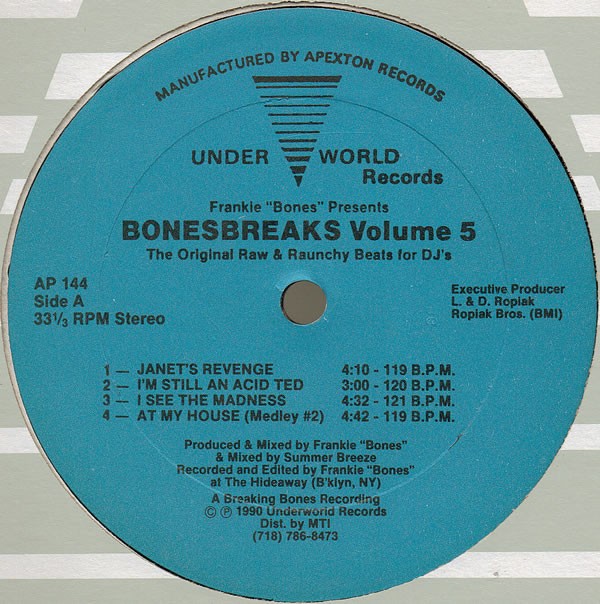 MANUFACTURED BY APEXTON RECORDS
UNDER WORLD
Records
Frankie "Bones" Presents
BONESBREAKS Volume 5
The Original Raw & Raunchy Beats for DJ's
AP 144
Side A
33⅓ RPM Stereo
Executive Producer
L. & D. Ropiak
Ropiak Bros. (BMI)
1 — JANET'S REVENGE 4:10 - 119 B.P.M.
2 — I'M STILL AN ACID TED 3:00 - 120 B.P.M.
3 — I SEE THE MADNESS 4:32 - 121 B.P.M.
4 — AT MY HOUSE (Medley #2) 4:42 - 119 B.P.M.
Produced & Mixed by Frankie "Bones"
& Mixed by Summer Breeze
Recorded and Edited by Frankie "Bones"
at The Hideaway (B'klyn, NY)
A Breaking Bones Recording
© ℗ 1990 Underworld Records
Dist. by MTI
(718) 786-8473